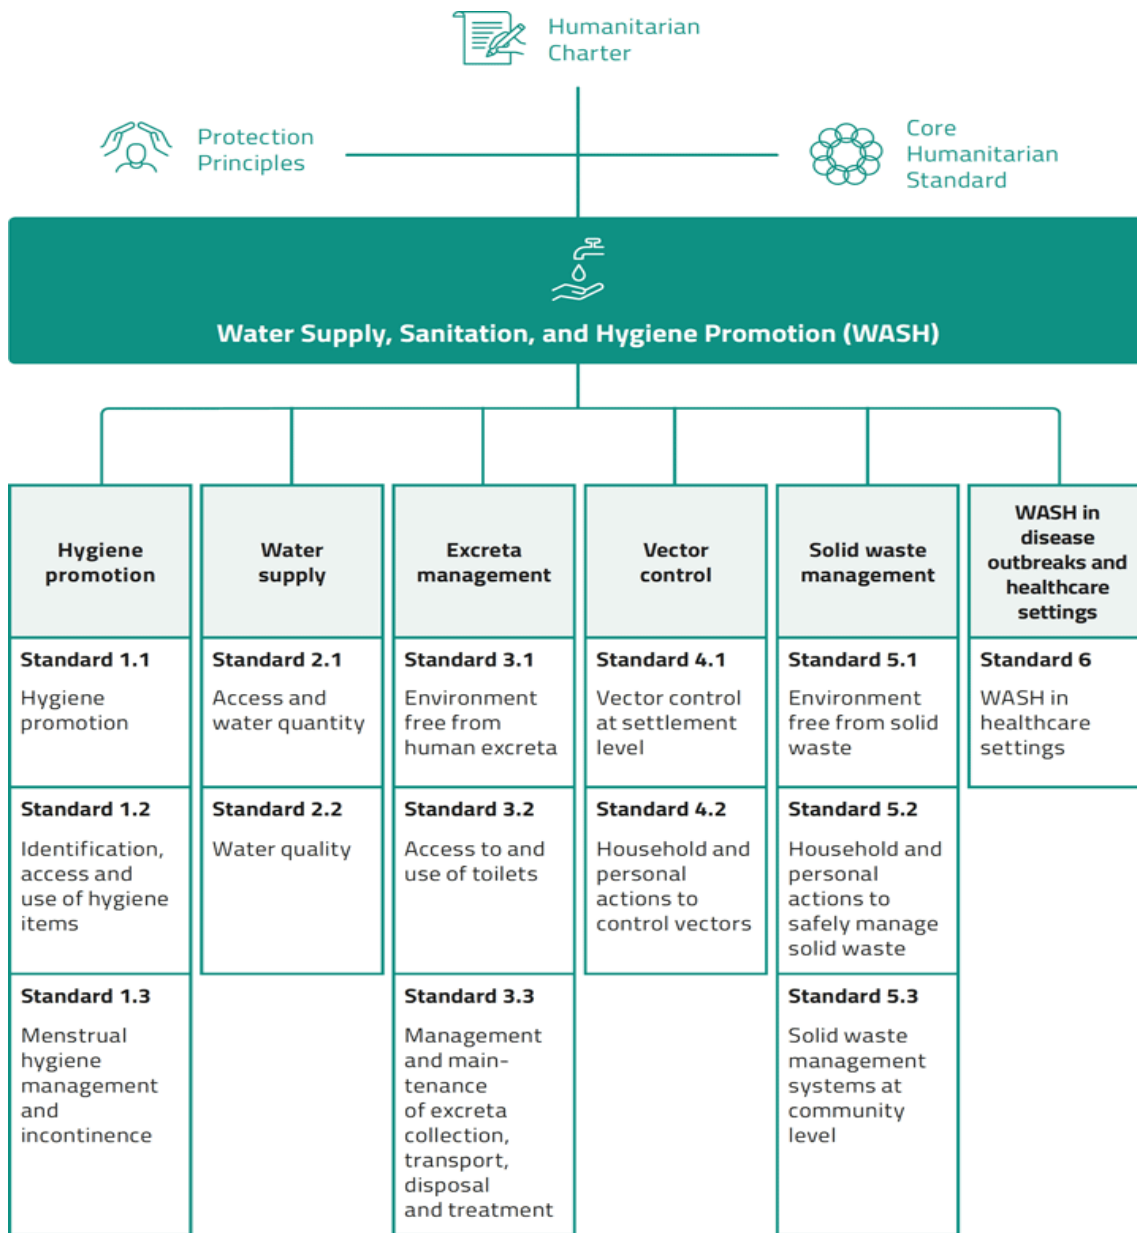 Humanitarian
Charter
Protection
Principles
Core
Humanitarian
Standard
Water Supply, Sanitation, and Hygiene Promotion (WASH)
Hygiene
promotion
Standard 1.1
Hygiene
promotion
Standard 1.2
Identification,
access and
use of hygiene
items
Standard 1.3
Menstrual
hygiene
management
and
incontinence
Water
supply
Standard 2.1
Access and
water quantity
Standard 2.2
Water quality
Excreta
management
Standard 3.1
Environment
free from
human excreta
Standard 3.2
Access to and
use of toilets
Standard 3.3
Management
and main-
tenance
of excreta
collection,
transport,
disposal
and treatment
Vector
control
Standard 4.1
Vector control
at settlement
level
Standard 4.2
Household and
personal
actions to
control vectors
Solid waste
management
Standard 5.1
Environment
free from solid
waste
Standard 5.2
Household and
personal
actions to
safely manage
solid waste
Standard 5.3
Solid waste
management
systems at
community
level
WASH in
disease
outbreaks and
healthcare
settings
Standard 6
WASH in
healthcare
settings